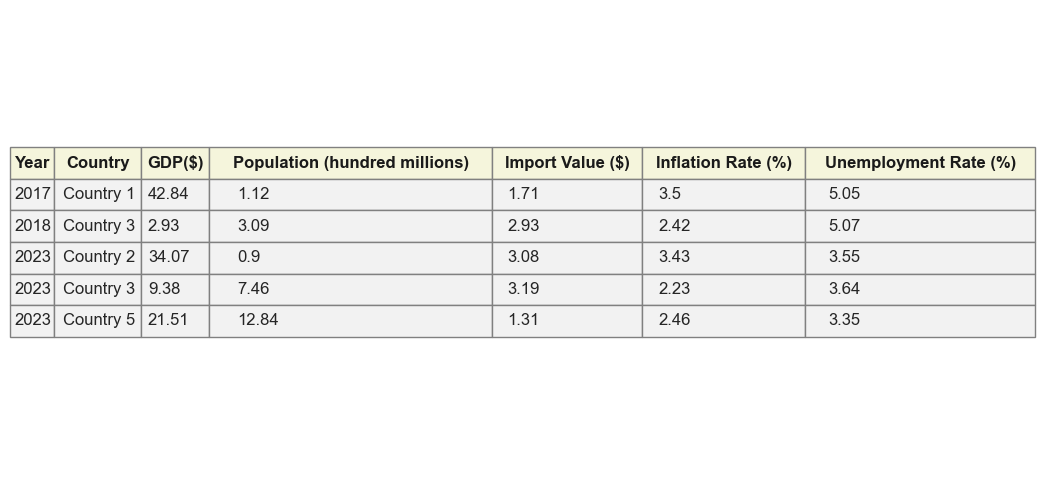 Year Country GDP($) Population (hundred millions) Import Value ($) Inflation Rate (%) Unemployment Rate (%)
2017 Country 1 42.84 1.12 1.71 3.5 5.05
2018 Country 3 2.93 3.09 2.93 2.42 5.07
2023 Country 2 34.07 0.9 3.08 3.43 3.55
2023 Country 3 9.38 7.46 3.19 2.23 3.64
2023 Country 5 21.51 12.84 1.31 2.46 3.35